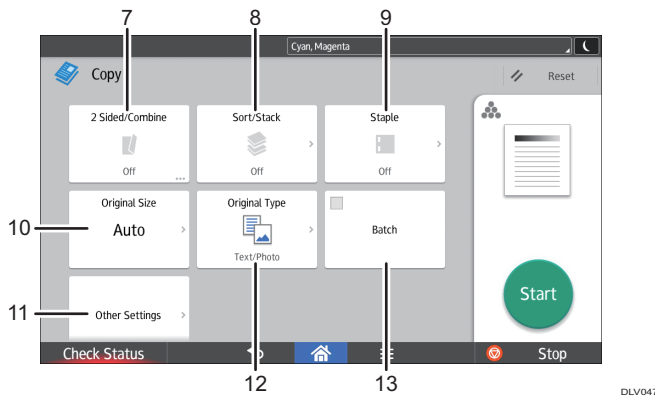 7 8 9
Cyan, Magenta
Copy
Reset
2 Sided/Combine Sort/Stack Staple
Off Off Off
Original Size Original Type
10 Auto Batch
Text/Photo
Start
11 Other Settings
Check Status Stop
12 13
DLV047